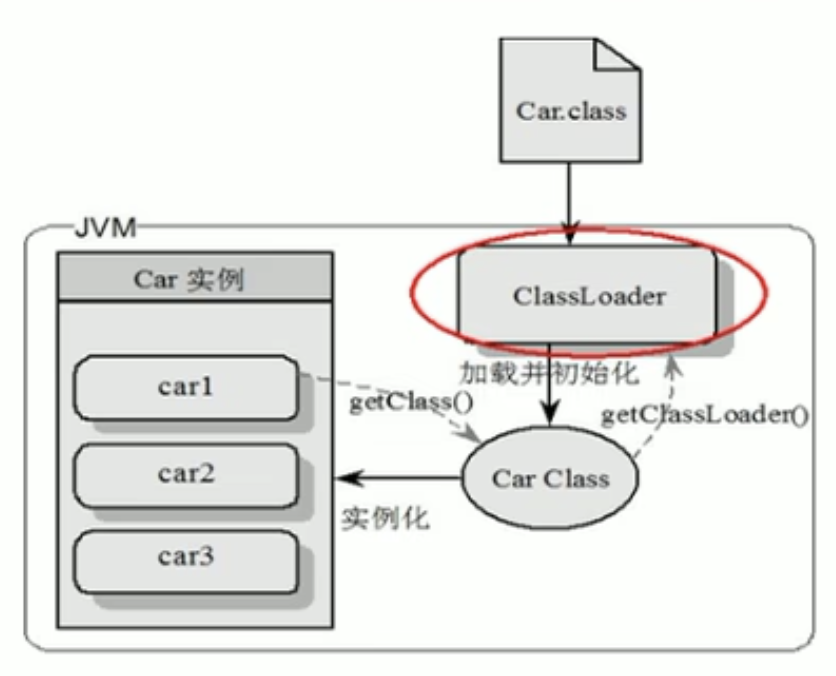 Car.class
JVM
Car 实例
ClassLoader
加载并初始化
car1
getClass()
getClassLoader()
car2
Car Class
实例化
car3